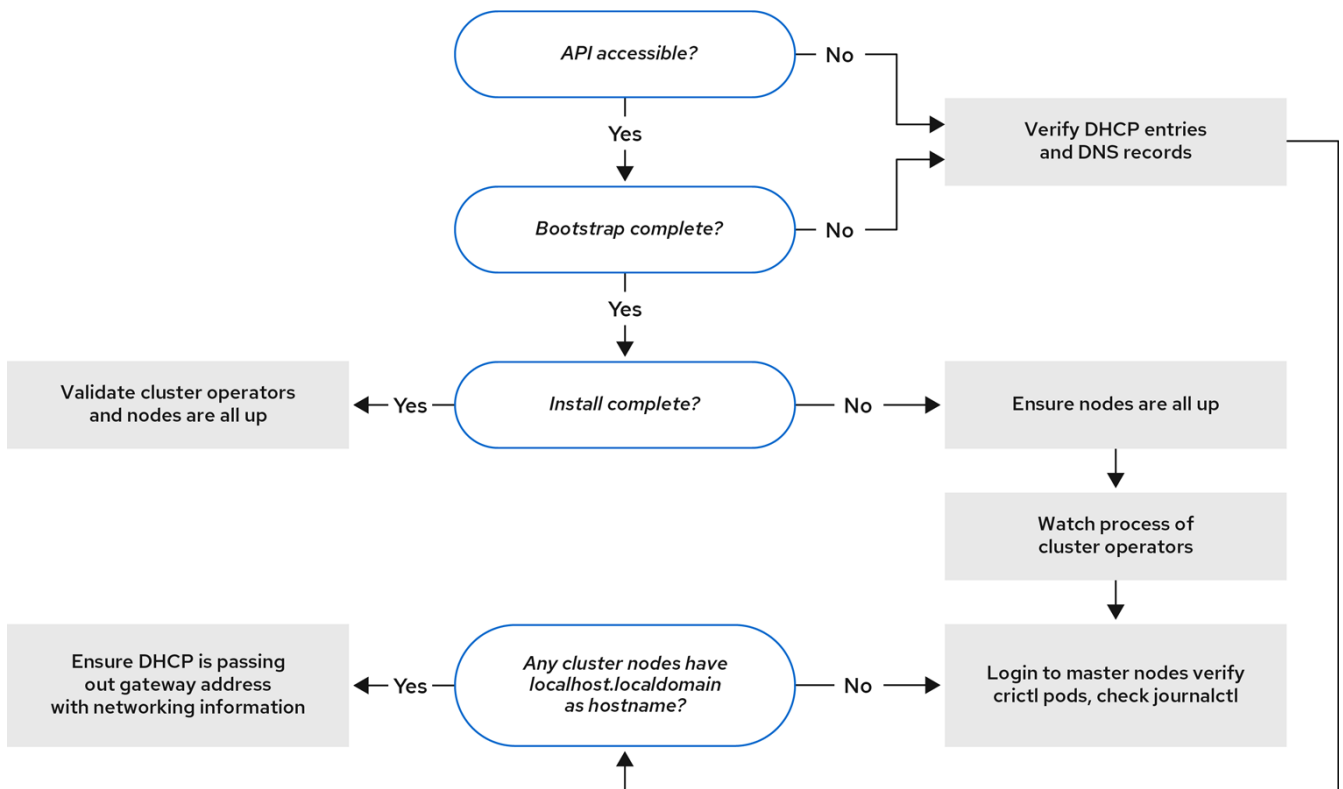 API accessible?
No
Yes
Verify DHCP entries
and DNS records
Bootstrap complete?
No
Yes
Validate cluster operators
and nodes are all up
Yes
Install complete?
No
Ensure nodes are all up
Watch process of
cluster operators
Ensure DHCP is passing
out gateway address
with networking information
Yes
Any cluster nodes have
localhost.localdomain
as hostname?
No
Login to master nodes verify
crictl pods, check journalctl